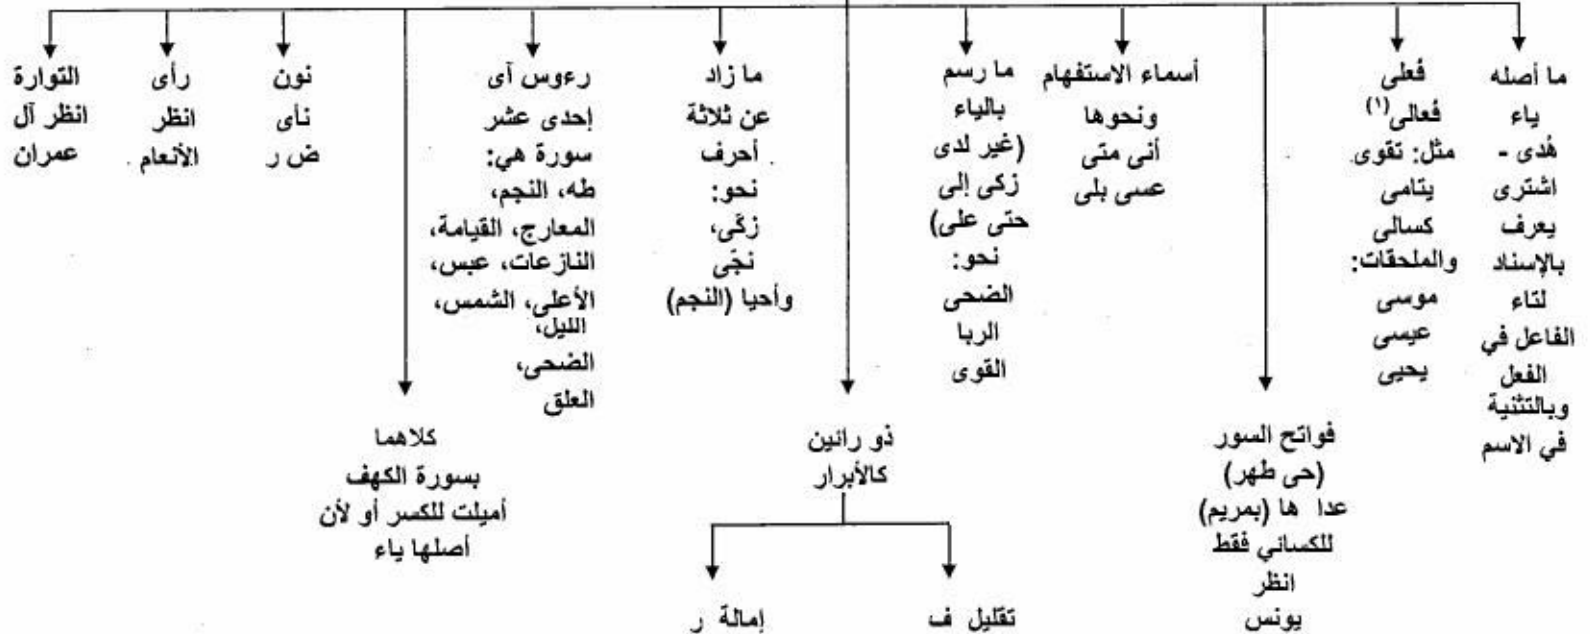 ما أصله
ياء
هُدى -
اشترى
يعرف
بالإسناد
لتاء
الفاعل في
الفعل
وبالتثنية
في الاسم
فعلى
فعالى(١)
مثل: تقوى
يتامى
كسالى
والملحقات:
موسى
عيسى
يحيى
فواتح السور
(حى طهر)
عدا ها (بمريم)
للكسائي فقط
انظر
يونس
أسماء الاستفهام
ونحوها
أنى متى
عسى بلى
ما رسم
بالياء
(غير لدى
زكى إلى
حتى على)
نحو:
الضحى
الربا
القوى
ذو رائين
كالأبرار
تقليل ف
إمالة ر
ما زاد
عن ثلاثة
أحرف
نحو:
زكّى،
نجّى
وأحيا (النجم)
رءوس آى
إحدى عشر
سورة هي:
طه، النجم،
المعارج، القيامة،
النازعات، عبس،
الأعلى، الشمس،
الليل،
الضحى،
العلق
كلاهما
بسورة الكهف
أميلت للكسر أو لأن
أصلها ياء
نون
نأى
ض ر
رأى
انظر
الأنعام
التوارة
انظر آل
عمران